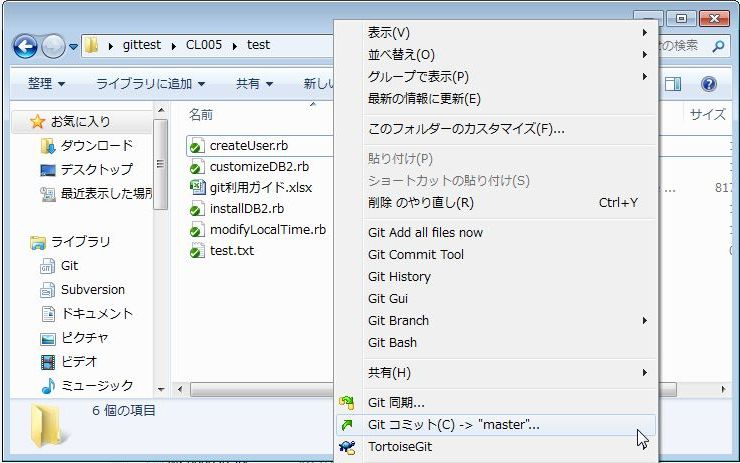 gittest ▸ CL005 ▸ test
の検索
整理 ライブラリに追加 共有 新しい
お気に入り
ダウンロード
デスクトップ
最近表示した場所
ライブラリ
Git
Subversion
ドキュメント
ピクチャ
ビデオ
ミュージック
名前
サイズ
createUser.rb
customizeDB2.rb
git利用ガイド.xlsx
installDB2.rb
modifyLocalTime.rb
test.txt
817
6 個の項目
表示(V)
並べ替え(O)
グループで表示(P)
最新の情報に更新(E)
このフォルダーのカスタマイズ(F)...
貼り付け(P)
ショートカットの貼り付け(S)
削除 のやり直し(R) Ctrl+Y
Git Add all files now
Git Commit Tool
Git History
Git Gui
Git Branch
Git Bash
共有(H)
Git 同期...
Git コミット(C) -> "master"...
TortoiseGit